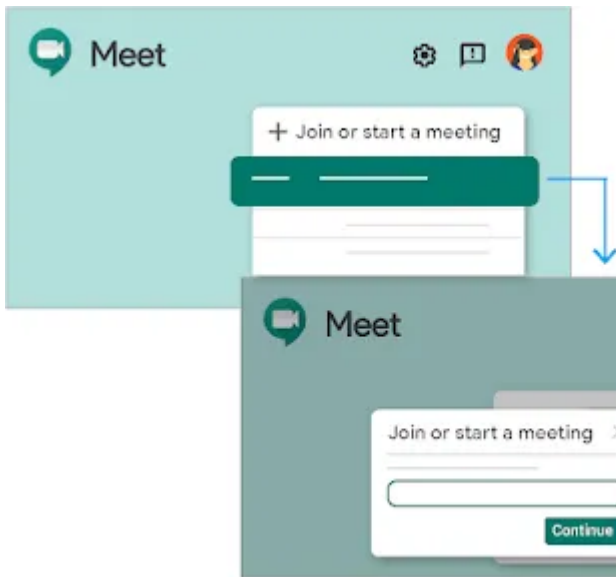 Meet
+ Join or start a meeting
Meet
Join or start a meeting
Continue